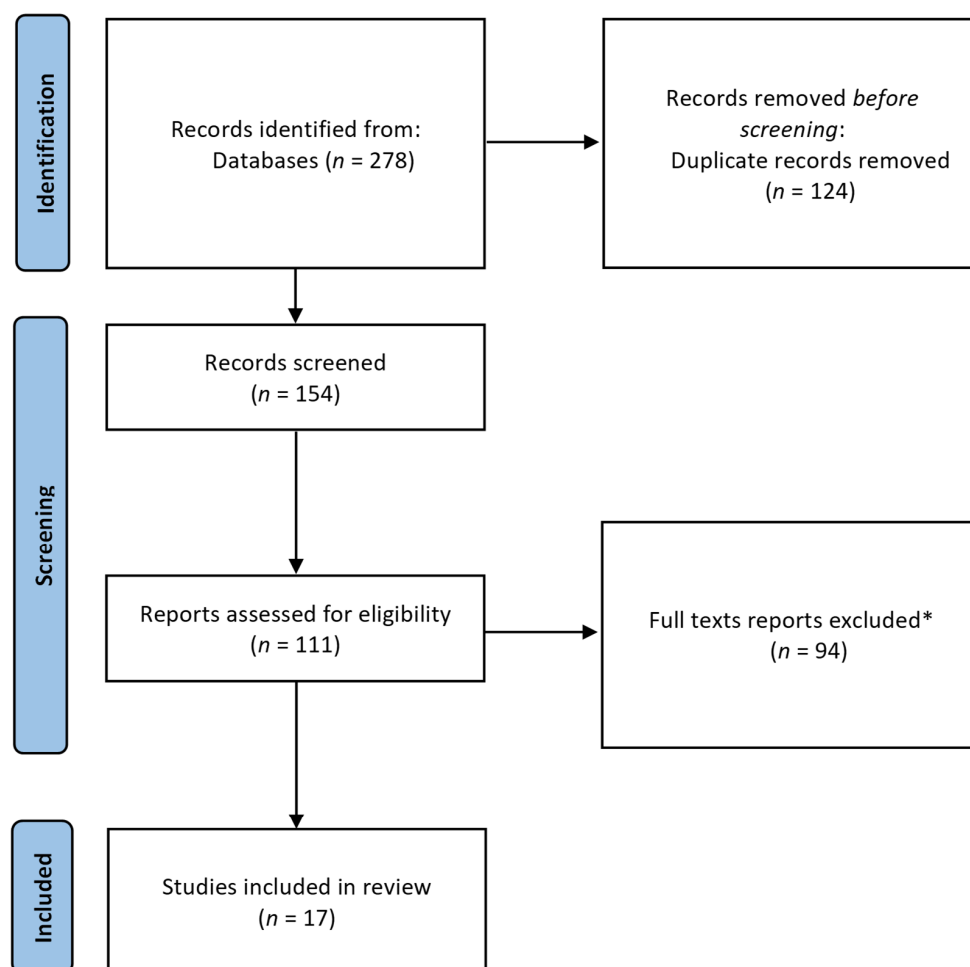 Identification
Records identified from:
Databases (n = 278)
Records removed before
screening:
Duplicate records removed
(n = 124)
Screening
Records screened
(n = 154)
Reports assessed for eligibility
(n = 111)
Full texts reports excluded*
(n = 94)
Included
Studies included in review
(n = 17)